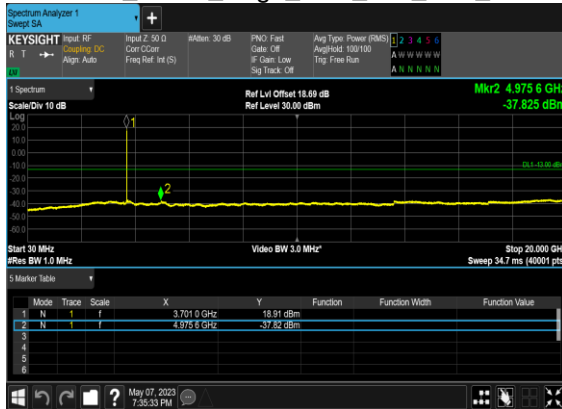 Spectrum Analyzer 1
Swept SA
+
KEYSIGHT Input: RF Input Z: 50 Ω #Atten: 30 dB PNO: Fast Avg Type: Power (RMS) 1 2 3 4 5 6
R T Coupling: DC Corr CCorr Gate: Off Avg|Hold: 100/100 A W W W W W
Align: Auto Freq Ref: Int (S) IF Gain: Low Trig: Free Run
Sig Track: Off A N N N N N
1 Spectrum Ref Lvl Offset 18.69 dB Mkr2 4.975 6 GHz
Scale/Div 10 dB Ref Level 30.00 dBm -37.825 dBm
Log
1
20.0
10.0
0.00
-10.0
DL1 -13.00 dBm
-20.0
-30.0
2
-40.0
-50.0
-60.0
Start 30 MHz Video BW 3.0 MHz* Stop 20.000 GHz
#Res BW 1.0 MHz Sweep 34.7 ms (40001 pts)
5 Marker Table
Mode Trace Scale X Y Function Function Width Function Value
1 N 1 f 3.701 0 GHz 18.91 dBm
2 N 1 f 4.975 6 GHz -37.82 dBm
3
4
5
6
? May 07, 2023
7:35:33 PM